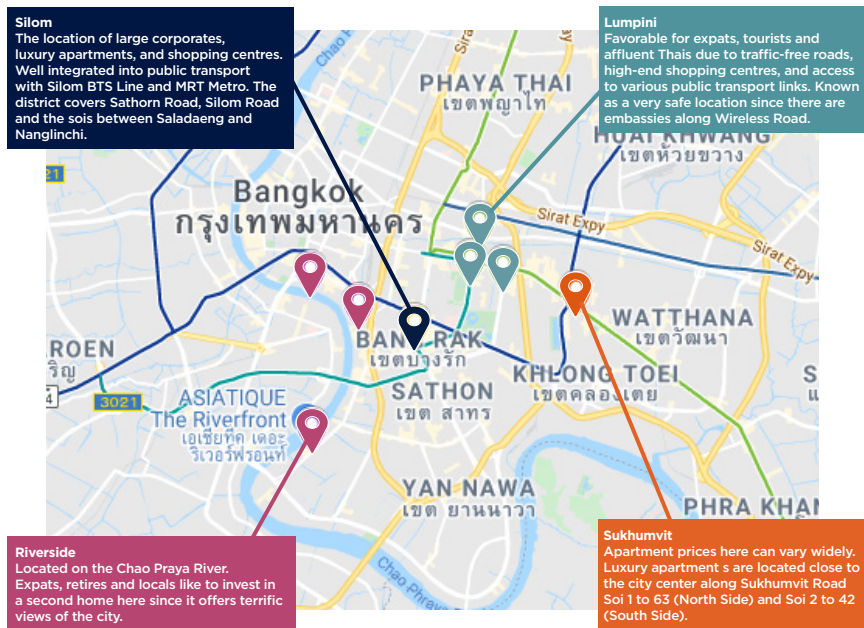 Silom
The location of large corporates,
luxury apartments, and shopping centres.
Well integrated into public transport
with Silom BTS Line and MRT Metro. The
district covers Sathorn Road, Silom Road
and the sois between Saladaeng and
Nanglinchi.
Lumpini
Favorable for expats, tourists and
affluent Thais due to traffic-free roads,
high-end shopping centres, and access
to various public transport links. Known
as a very safe location since there are
embassies along Wireless Road.
Chao P
Sira
PHAYA THAI
เขตพญาไท
HUAI KHWANG
เขตห้วยขวาง
21
Bangkok
กรุงเทพมหานคร
Sirat Expy
Sirat Expy
WATTHANA
เขตวัฒนา
BANG RAK
เขตบางรัก
ROEN
ริญ
KHLONG TOEI
เขตคลองเตย
S
4
3021
SATHON
เขต สาทร
ASIATIQUE
The Riverfront
เอเชียทีค เดอะ
ริเวอร์ฟรอนท์
YAN NAWA
เขต ยานนาวา
PHRA KHAN
Chao Phraya
Riverside
Located on the Chao Praya River.
Expats, retires and locals like to invest in
a second home here since it offers terrific
views of the city.
Sukhumvit
Apartment prices here can vary widely.
Luxury apartment s are located close to
the city center along Sukhumvit Road
Soi 1 to 63 (North Side) and Soi 2 to 42
(South Side).